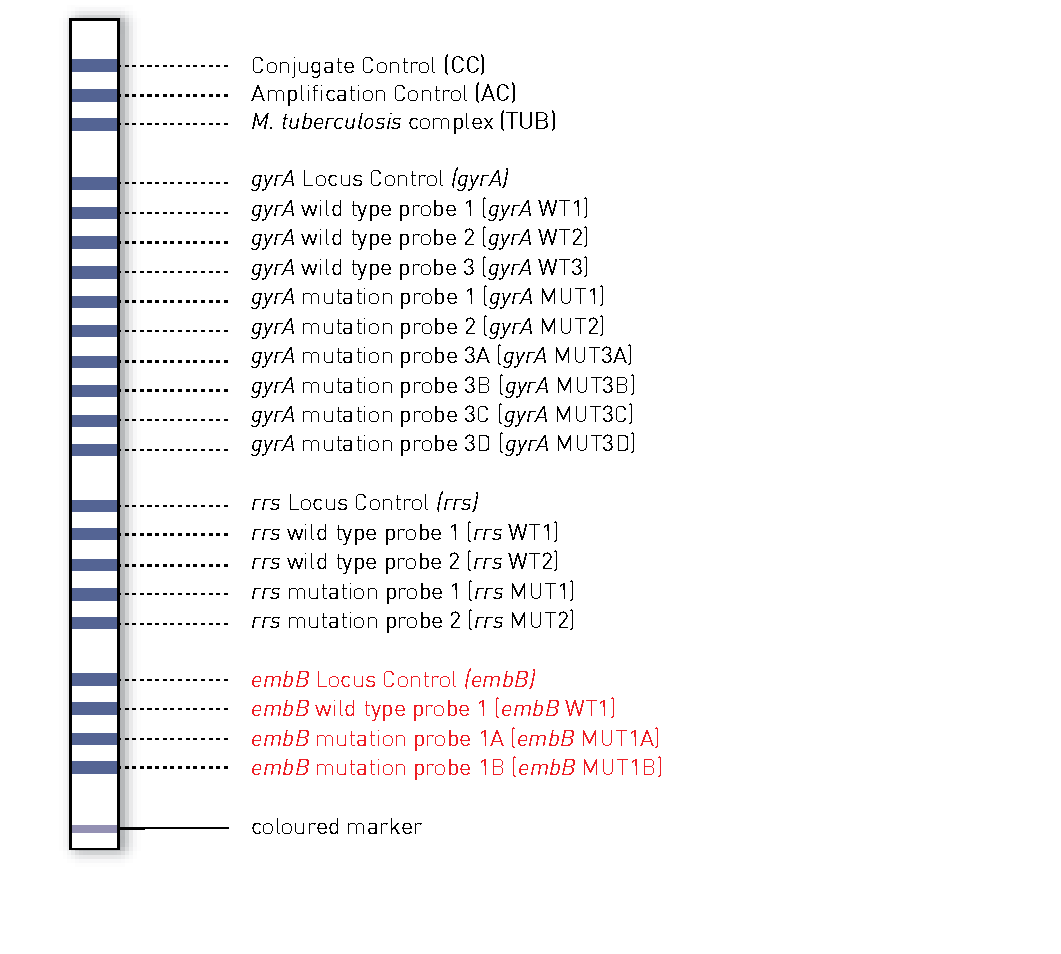 Conjugate Control (CC)
Amplification Control (AC)
M. tuberculosis complex (TUB)
gyrA Locus Control (gyrA)
gyrA wild type probe 1 (gyrA WT1)
gyrA wild type probe 2 (gyrA WT2)
gyrA wild type probe 3 (gyrA WT3)
gyrA mutation probe 1 (gyrA MUT1)
gyrA mutation probe 2 (gyrA MUT2)
gyrA mutation probe 3A (gyrA MUT3A)
gyrA mutation probe 3B (gyrA MUT3B)
gyrA mutation probe 3C (gyrA MUT3C)
gyrA mutation probe 3D (gyrA MUT3D)
rrs Locus Control (rrs)
rrs wild type probe 1 (rrs WT1)
rrs wild type probe 2 (rrs WT2)
rrs mutation probe 1 (rrs MUT1)
rrs mutation probe 2 (rrs MUT2)
embB Locus Control (embB)
embB wild type probe 1 (embB WT1)
embB mutation probe 1A (embB MUT1A)
embB mutation probe 1B (embB MUT1B)
coloured marker